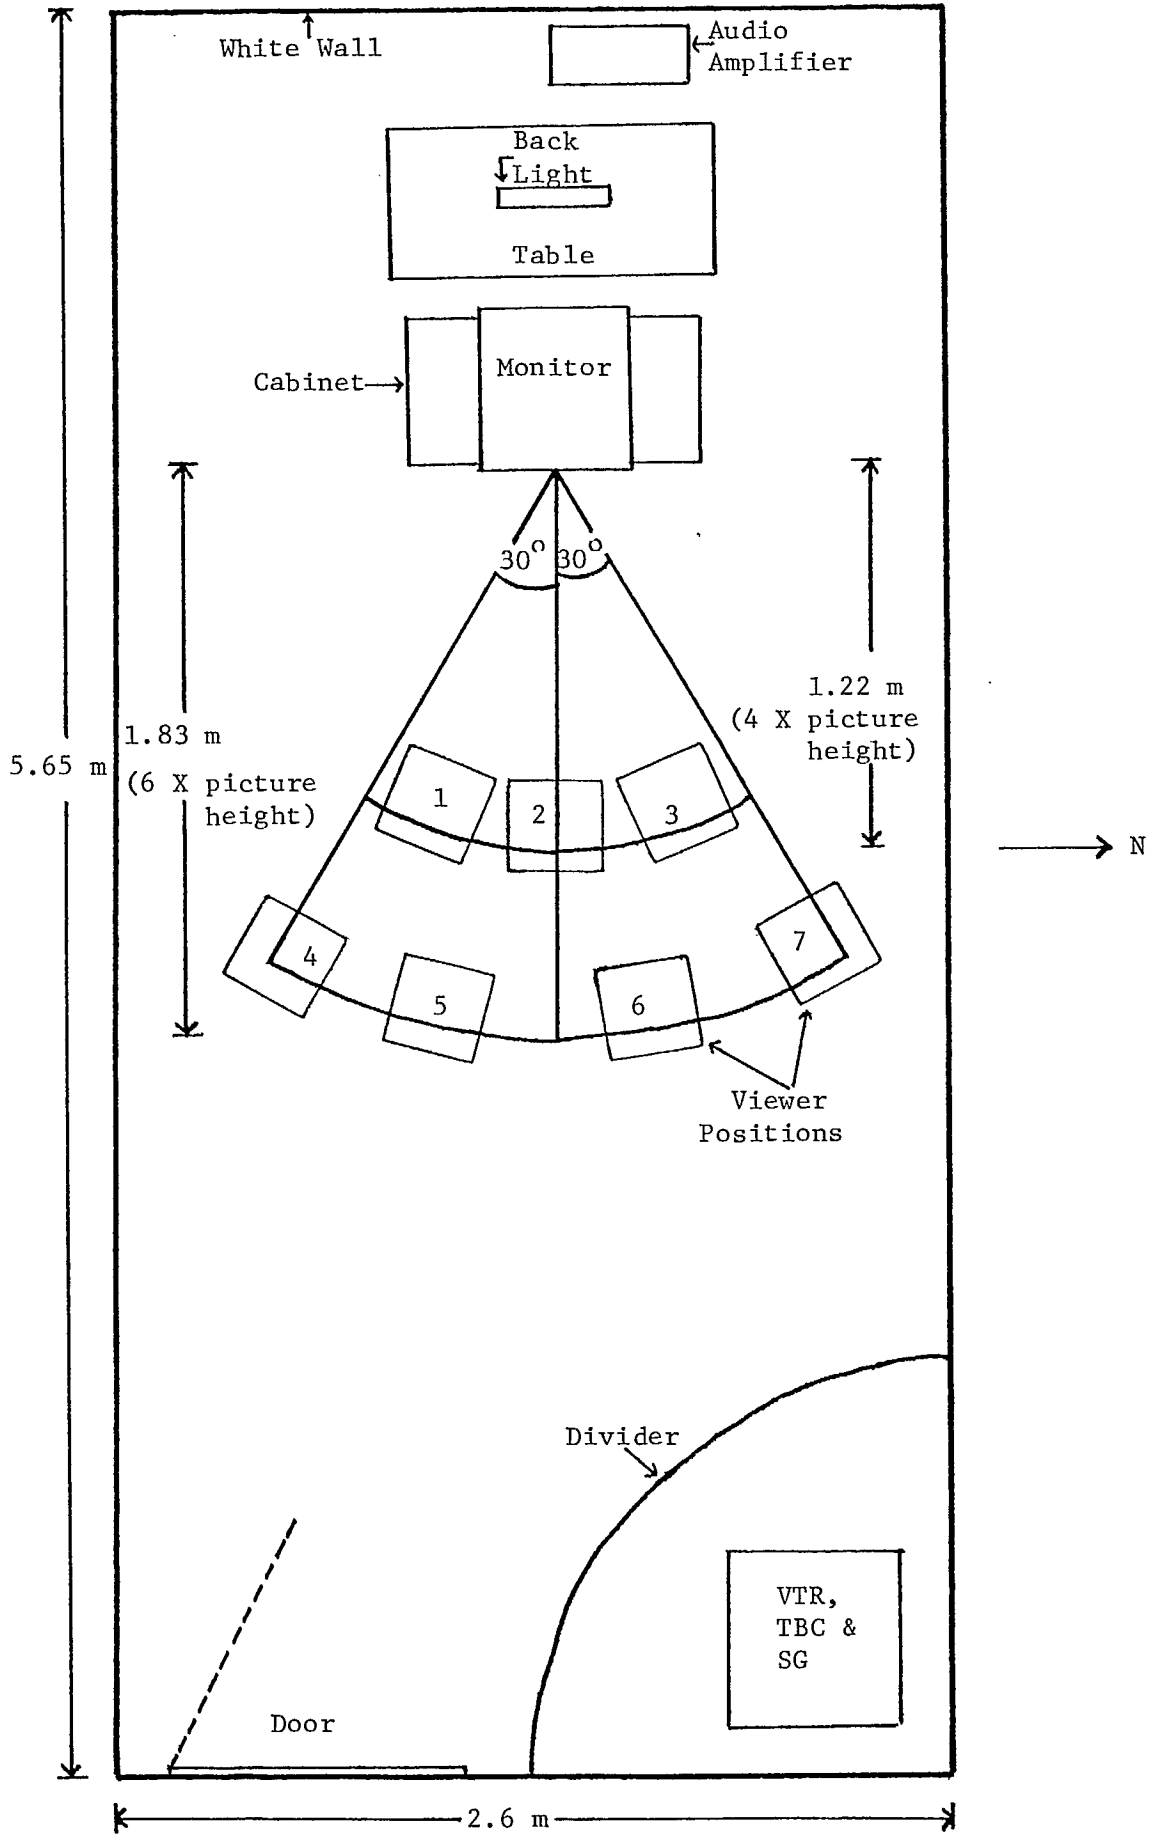 White Wall
Audio
Amplifier
Back
Light
Table
Monitor
Cabinet
30° 30°
1.22 m
(4 X picture
height)
1.83 m
(6 X picture
height)
5.65 m
1
2
3
N
4
5
6
7
Viewer
Positions
Divider
VTR,
TBC &
SG
Door
2.6 m